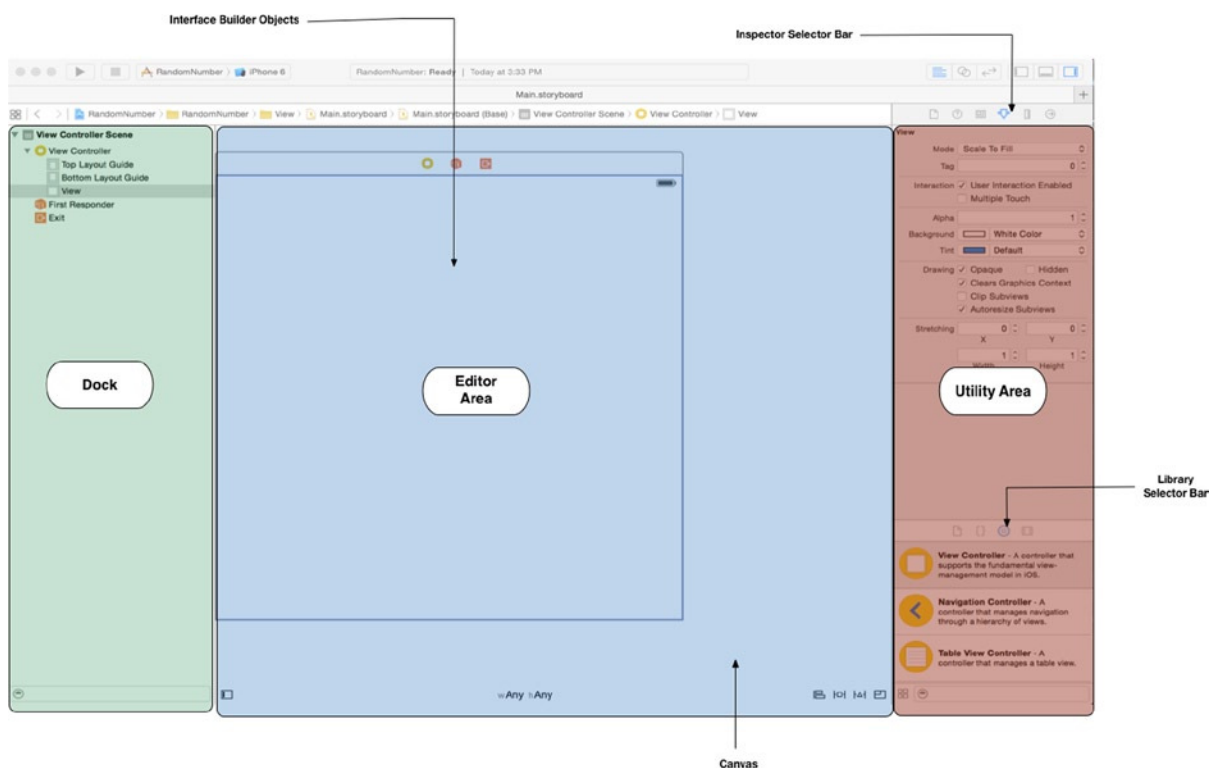 Interface Builder Objects
Inspector Selector Bar
RandomNumber iPhone 6
RandomNumber: Ready | Today at 3:33 PM
Main.storyboard
RandomNumber RandomNumber View Main.storyboard Main.storyboard (Base) View Controller Scene View Controller View
View Controller Scene
View Controller
Top Layout Guide
Bottom Layout Guide
View
First Responder
Exit
Dock
Editor
Area
wAny hAny
Canvas
View
Mode Scale To Fill
Tag 0
Interaction User Interaction Enabled
Multiple Touch
Alpha 1
Background White Color
Tint Default
Drawing Opaque Hidden
Clears Graphics Context
Clip Subviews
Autoresize Subviews
Stretching 0 0
X Y
1 1
Width Height
Utility Area
Library
Selector Bar
View Controller - A controller that
supports the fundamental view-
management model in iOS.
Navigation Controller - A
controller that manages navigation
through a hierarchy of views.
Table View Controller - A
controller that manages a table view.